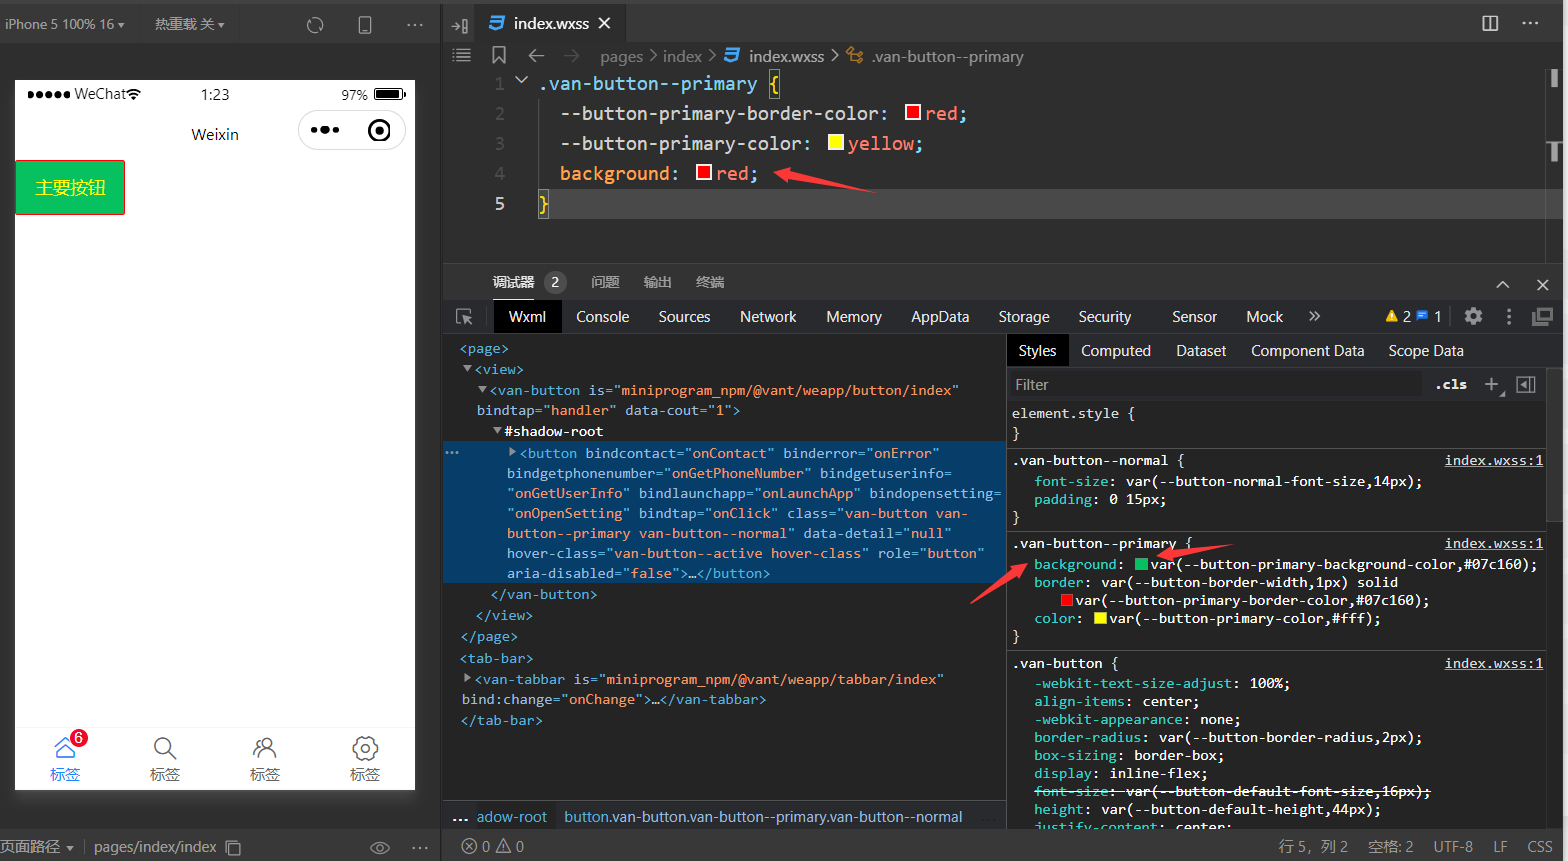 iPhone 5 100% 16
热重载 关
WeChat
1:23
97%
Weixin
主要按钮
6
标签
标签
标签
标签
页面路径
pages/index/index
index.wxss
pages > index > index.wxss > .van-button--primary
1 .van-button--primary {
2 --button-primary-border-color: red;
3 --button-primary-color: yellow;
4 background: red;
5 }
调试器 2 问题 输出 终端
Wxml Console Sources Network Memory AppData Storage Security Sensor Mock » 2 1
<page>
<view>
<van-button is="miniprogram_npm/@vant/weapp/button/index"
bindtap="handler" data-cout="1">
#shadow-root
<button bindcontact="onContact" binderror="onError"
bindgetphonenumber="onGetPhoneNumber" bindgetuserinfo=
"onGetUserInfo" bindlaunchapp="onLaunchApp" bindopensetting=
"onOpenSetting" bindtap="onClick" class="van-button van-
button--primary van-button--normal" data-detail="null"
hover-class="van-button--active hover-class" role="button"
aria-disabled="false">…</button>
</van-button>
</view>
</page>
<tab-bar>
<van-tabbar is="miniprogram_npm/@vant/weapp/tabbar/index"
bind:change="onChange">…</van-tabbar>
</tab-bar>
... adow-root button.van-button.van-button--primary.van-button--normal
Styles Computed Dataset Component Data Scope Data
Filter .cls +
element.style {
}
.van-button--normal { index.wxss:1
font-size: var(--button-normal-font-size,14px);
padding: 0 15px;
}
.van-button--primary { index.wxss:1
background: var(--button-primary-background-color,#07c160);
border: var(--button-border-width,1px) solid
var(--button-primary-border-color,#07c160);
color: var(--button-primary-color,#fff);
}
.van-button { index.wxss:1
-webkit-text-size-adjust: 100%;
align-items: center;
-webkit-appearance: none;
border-radius: var(--button-border-radius,2px);
box-sizing: border-box;
display: inline-flex;
font-size: var(--button-default-font-size,16px);
height: var(--button-default-height,44px);
justify-content: center;
0 0
行 5，列 2 空格: 2 UTF-8 LF CSS